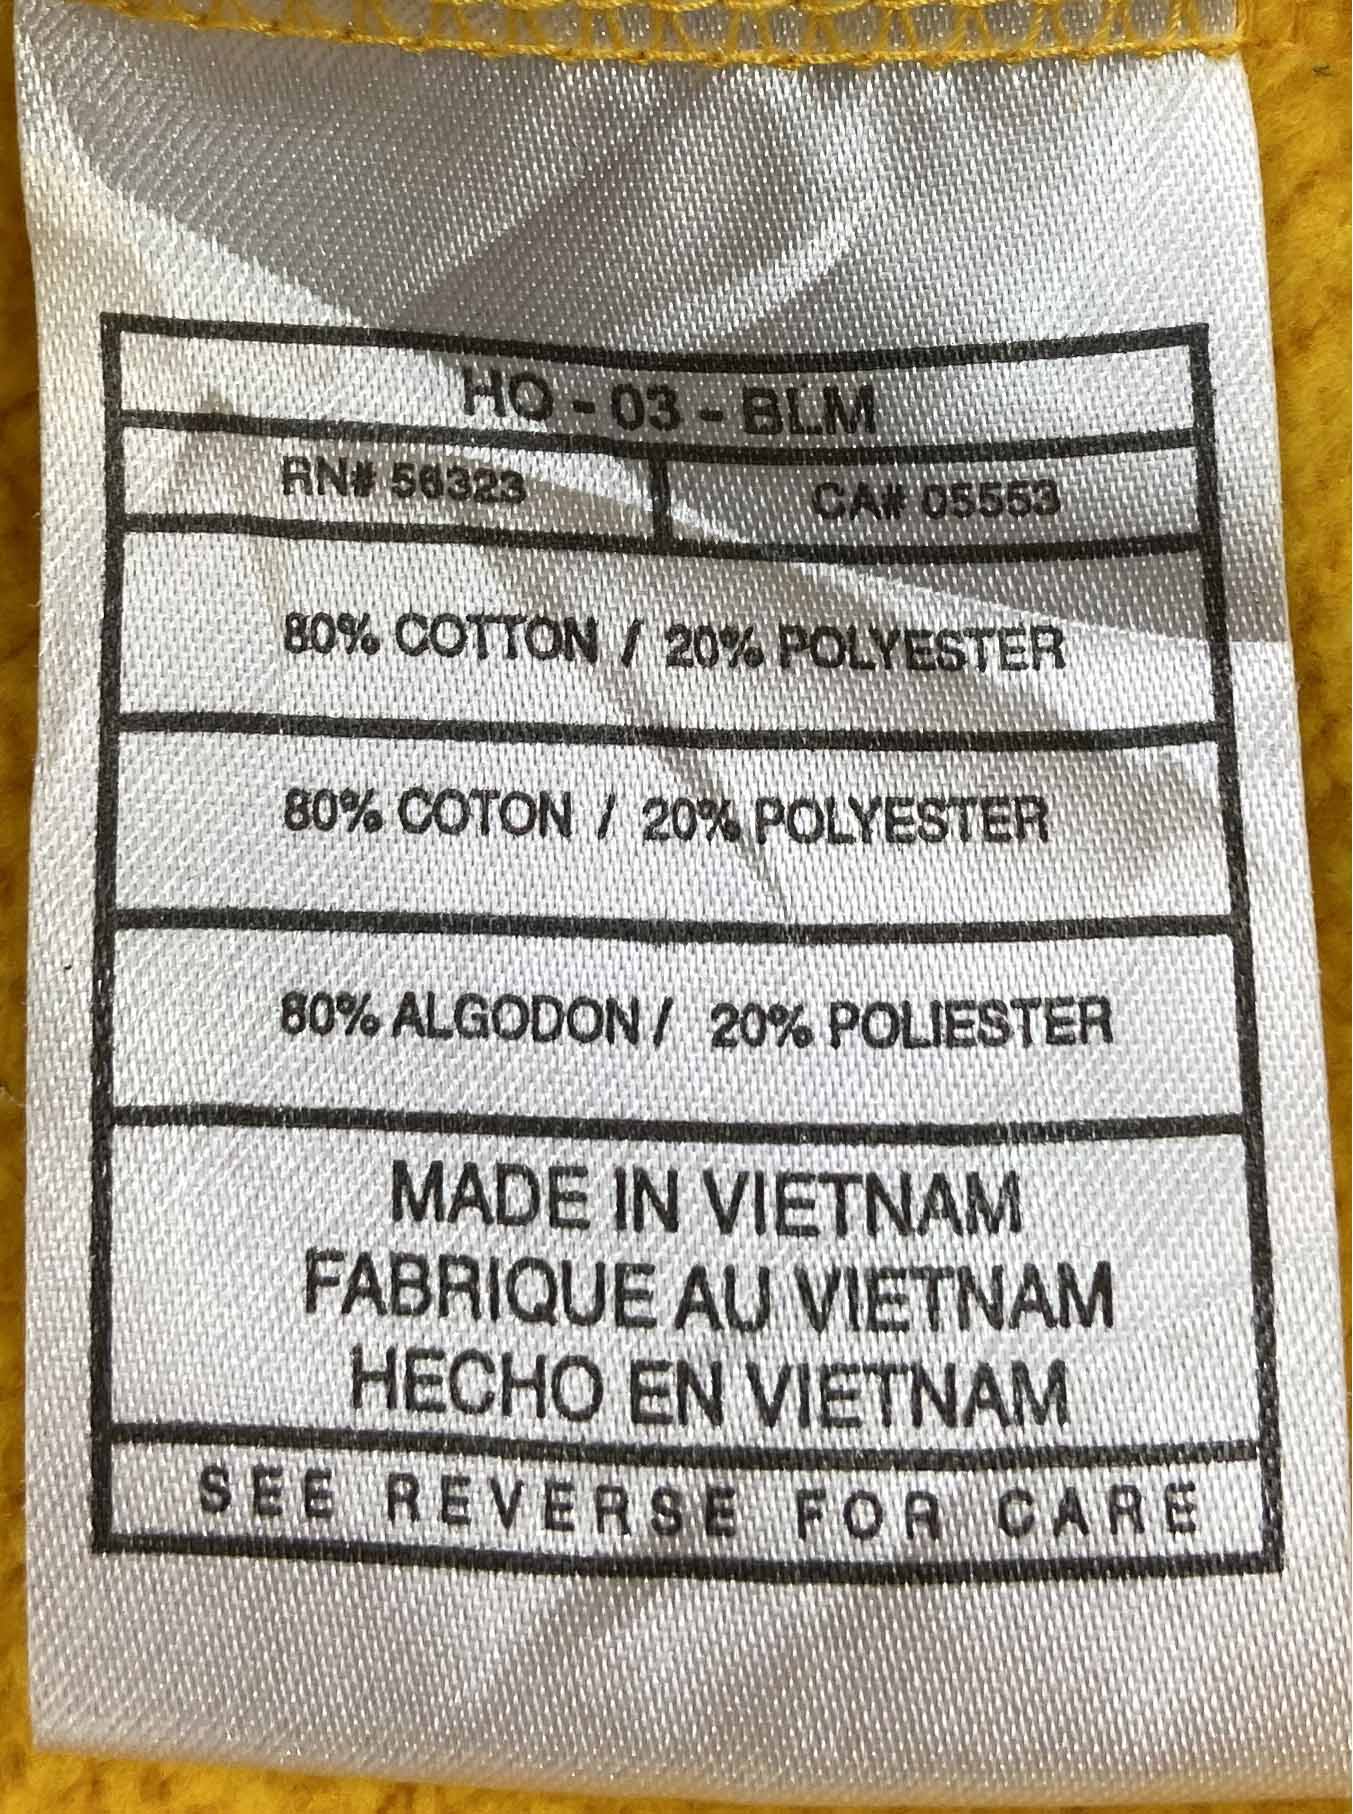 HO - 03 - BLM
RN# 56323 CA# 05553
80% COTTON / 20% POLYESTER
80% COTON / 20% POLYESTER
80% ALGODON / 20% POLIESTER
MADE IN VIETNAM
FABRIQUE AU VIETNAM
HECHO EN VIETNAM
SEE REVERSE FOR CARE